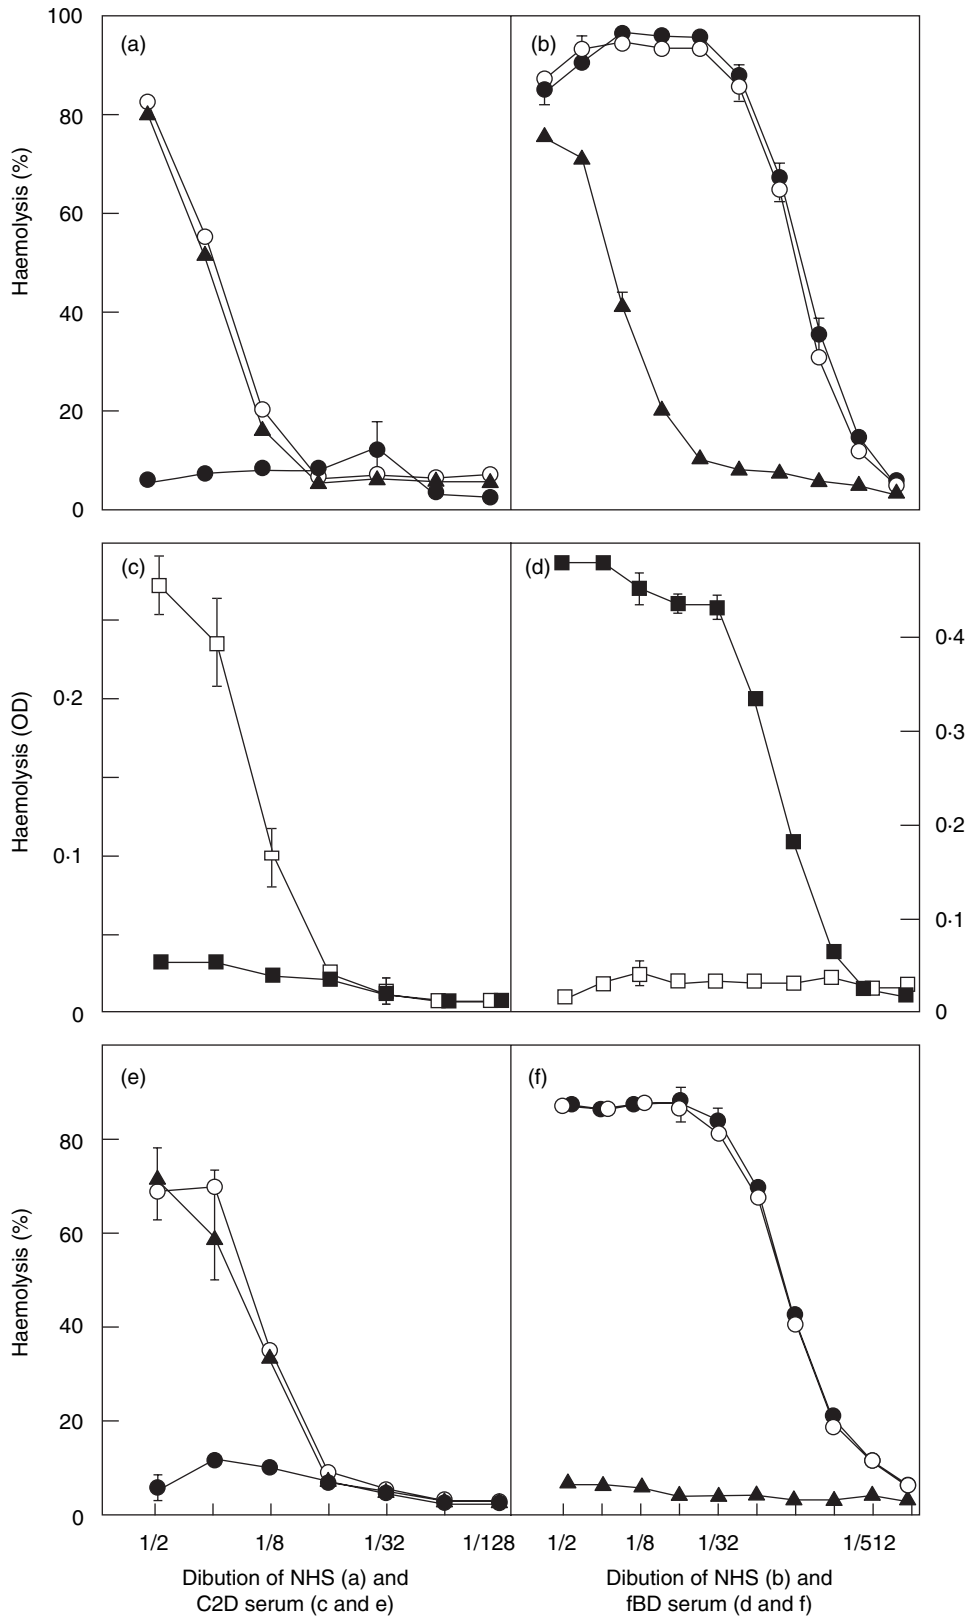 100
80
60
40
20
0
Haemolysis (%)
(a)
(b)
0·2
0·1
0
Haemolysis (OD)
(c)
(d)
0·4
0·3
0·2
0·1
0
80
60
40
20
0
Haemolysis (%)
(e)
(f)
1/2 1/8 1/32 1/128
1/2 1/8 1/32 1/512
Dibution of NHS (a) and
C2D serum (c and e)
Dibution of NHS (b) and
fBD serum (d and f)